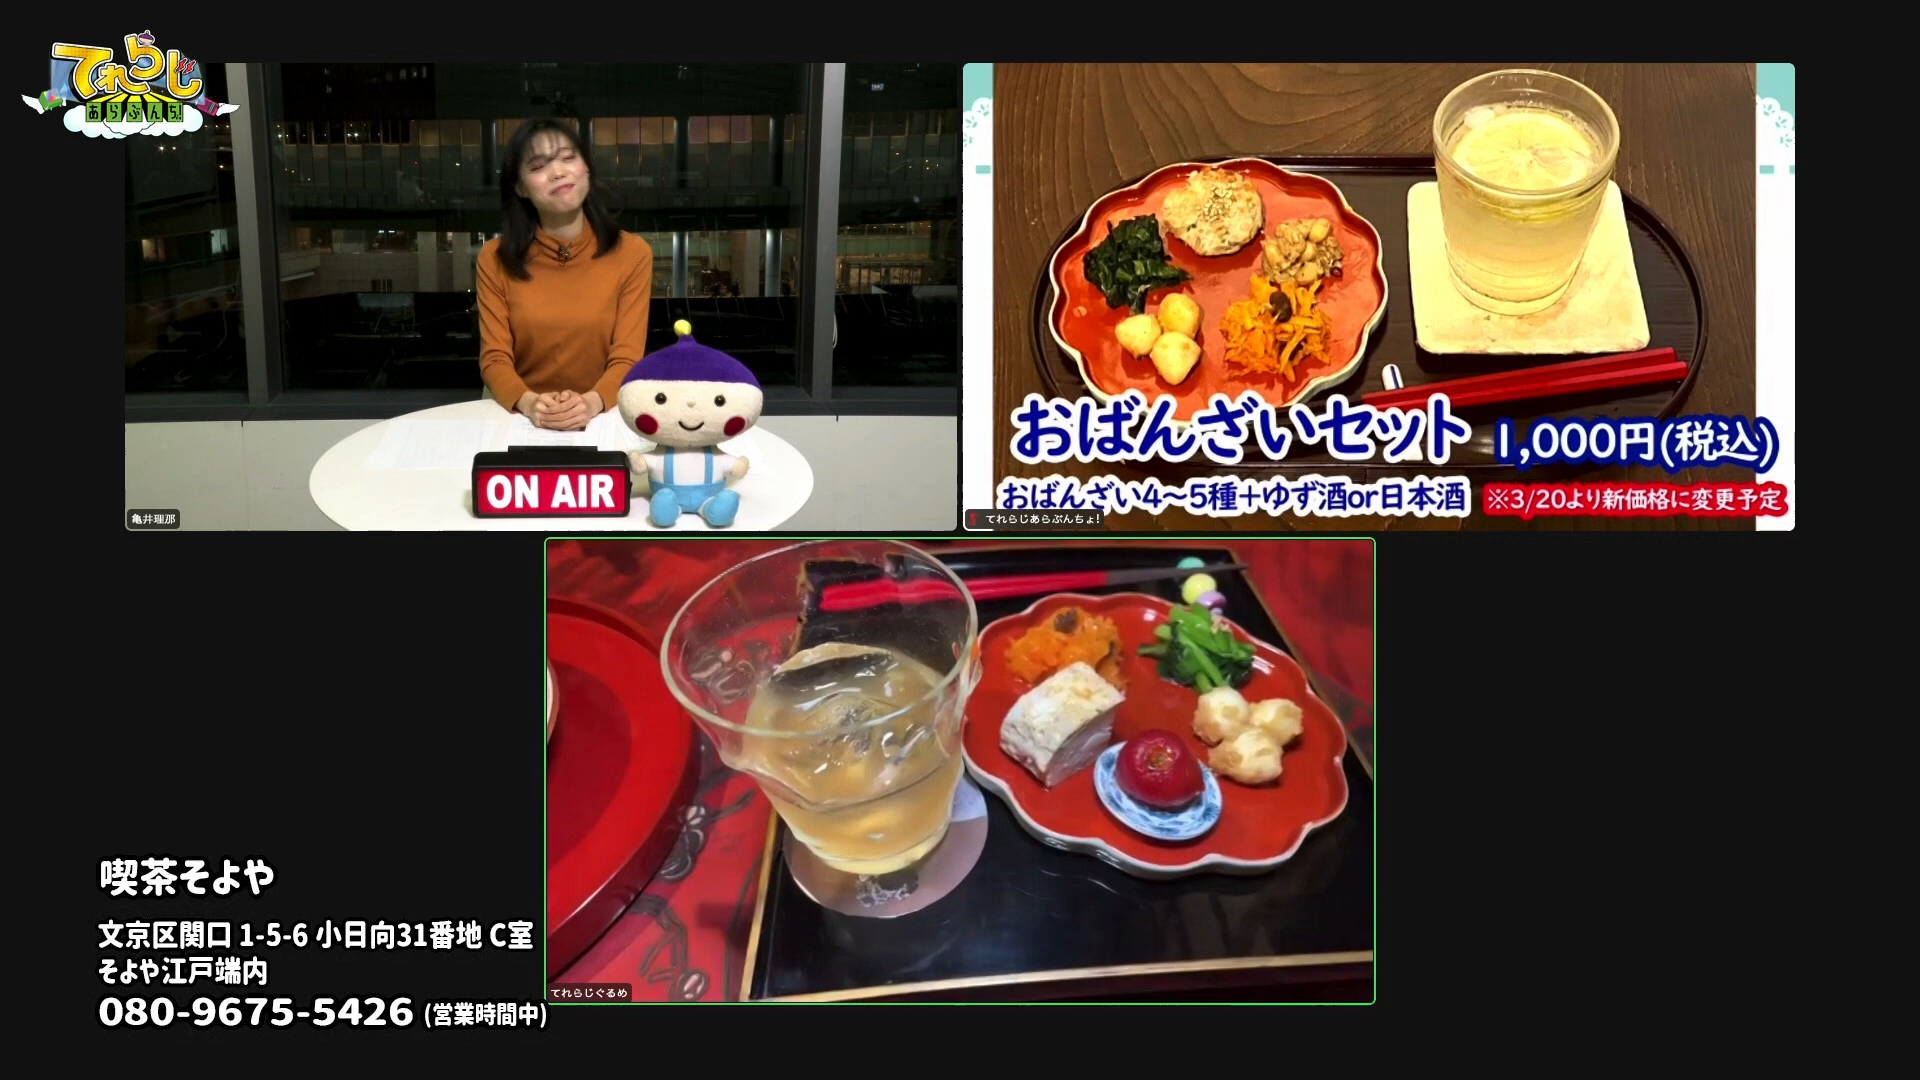 てれらじ
あらぶんちょ!
亀井理那
ON AIR
おばんざいセット 1,000円(税込)
おばんざい4~5種+ゆず酒or日本酒 ※3/20より新価格に変更予定
てれらじあらぶんちょ!
てれらじぐるめ
喫茶そよや
文京区関口 1-5-6 小日向31番地 C室
そよや江戸端内
080-9675-5426 (営業時間中)